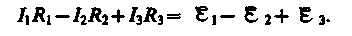 I₁R₁ − I₂R₂ + I₃R₃ = ℰ₁ − ℰ₂ + ℰ₃.